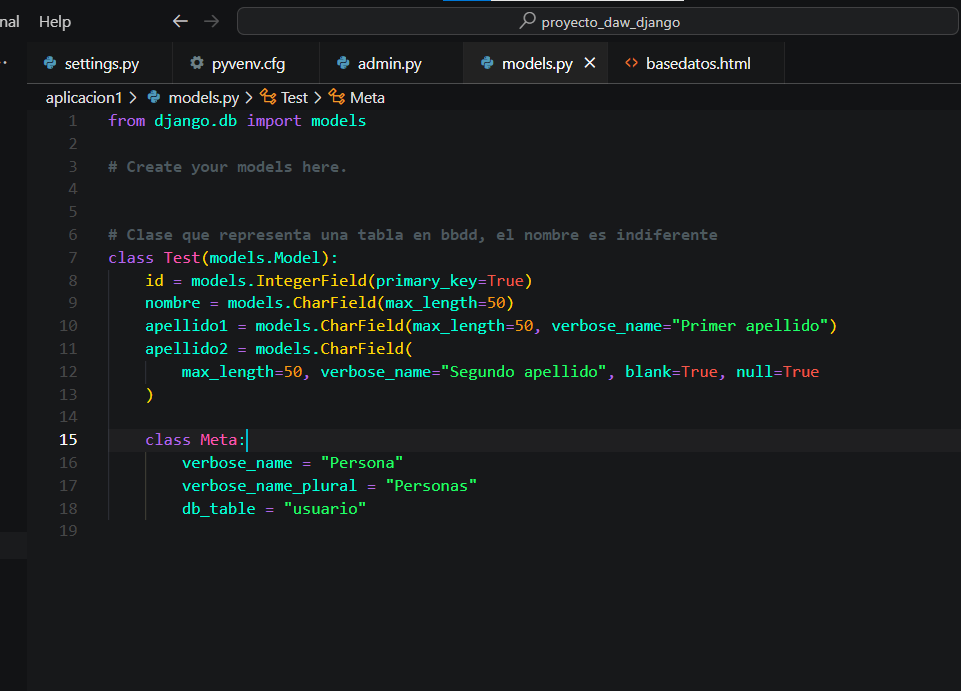 nal Help ← → proyecto_daw_django
settings.py pyvenv.cfg admin.py models.py × <> basedatos.html
aplicacion1 > models.py > Test > Meta
1 from django.db import models
2
3 # Create your models here.
4
5
6 # Clase que representa una tabla en bbdd, el nombre es indiferente
7 class Test(models.Model):
8     id = models.IntegerField(primary_key=True)
9     nombre = models.CharField(max_length=50)
10     apellido1 = models.CharField(max_length=50, verbose_name="Primer apellido")
11     apellido2 = models.CharField(
12         max_length=50, verbose_name="Segundo apellido", blank=True, null=True
13     )
14
15     class Meta:
16         verbose_name = "Persona"
17         verbose_name_plural = "Personas"
18         db_table = "usuario"
19